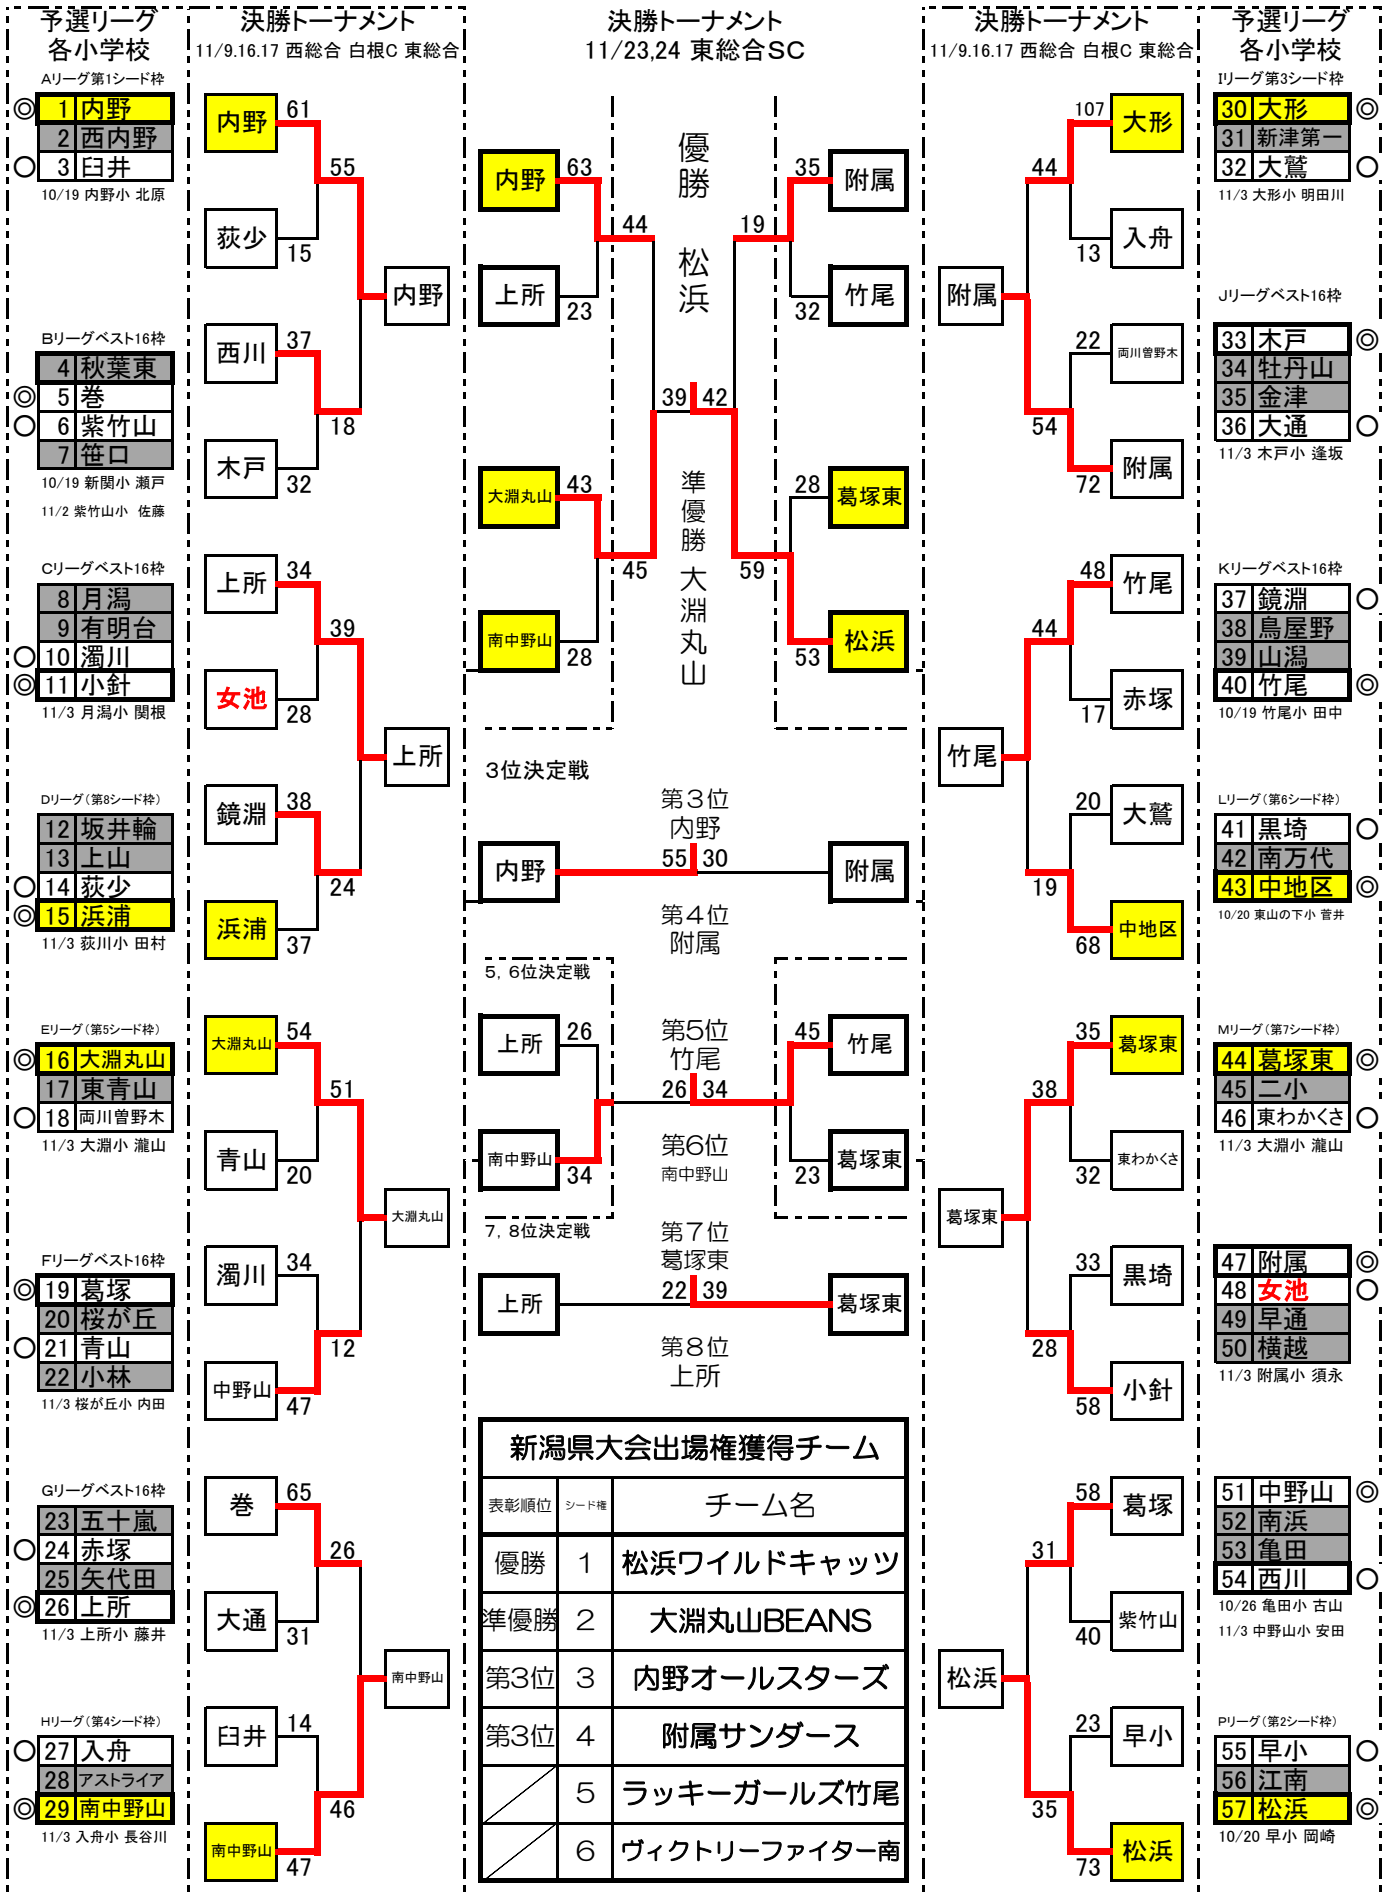 予選リーグ
各小学校
Aリーグ第1シード枠
◎ 1 内野
2 西内野
○ 3 臼井
10/19 内野小 北原
Bリーグベスト16枠
4 秋葉東
◎ 5 巻
○ 6 紫竹山
7 笹口
10/19 新関小 瀬戸
11/2 紫竹山小 佐藤
Cリーグベスト16枠
8 月潟
9 有明台
○ 10 濁川
◎ 11 小針
11/3 月潟小 関根
Dリーグ(第8シード枠)
12 坂井輪
13 上山
○ 14 荻少
◎ 15 浜浦
11/3 荻川小 田村
Eリーグ(第5シード枠)
◎ 16 大淵丸山
17 東青山
○ 18 両川曽野木
11/3 大淵小 瀧山
Fリーグベスト16枠
◎ 19 葛塚
20 桜が丘
○ 21 青山
22 小林
11/3 桜が丘小 内田
Gリーグベスト16枠
23 五十嵐
○ 24 赤塚
25 矢代田
◎ 26 上所
11/3 上所小 藤井
Hリーグ(第4シード枠)
○ 27 入舟
28 アストライア
◎ 29 南中野山
11/3 入舟小 長谷川
決勝トーナメント
11/9.16.17 西総合 白根C 東総合
内野 61
55
荻少 15
内野
西川 37
18
木戸 32
上所 34
39
女池 28
上所
鏡淵 38
24
浜浦 37
大淵丸山 54
51
青山 20
大淵丸山
濁川 34
12
中野山 47
巻 65
26
大通 31
南中野山
臼井 14
46
南中野山 47
決勝トーナメント
11/23,24 東総合SC
優勝
松浜
準優勝
大淵丸山
内野 63
44
上所 23
39 42
大淵丸山 43
45
南中野山 28
35 附属
19
32 竹尾
28 葛塚東
59
53 松浜
3位決定戦
第3位
内野
内野 55 30 附属
第4位
附属
5, 6位決定戦
上所 26
南中野山 34
第5位
竹尾
26 34
第6位
南中野山
45 竹尾
23 葛塚東
7, 8位決定戦
第7位
葛塚東
上所 22 39 葛塚東
第8位
上所
新潟県大会出場権獲得チーム
表彰順位 シード権 チーム名
優勝 1 松浜ワイルドキャッツ
準優勝 2 大淵丸山BEANS
第3位 3 内野オールスターズ
第3位 4 附属サンダース
5 ラッキーガールズ竹尾
6 ヴィクトリーファイター南
決勝トーナメント
11/9.16.17 西総合 白根C 東総合
107 大形
44
13 入舟
附属
22 両川曽野木
54
72 附属
48 竹尾
44
17 赤塚
竹尾
20 大鷲
19
68 中地区
35 葛塚東
38
32 東わかくさ
葛塚東
33 黒埼
28
58 小針
58 葛塚
31
40 紫竹山
松浜
23 早小
35
73 松浜
予選リーグ
各小学校
Iリーグ第3シード枠
30 大形 ◎
31 新津第一
32 大鷲 ○
11/3 大形小 明田川
Jリーグベスト16枠
33 木戸 ◎
34 牡丹山
35 金津
36 大通 ○
11/3 木戸小 逢坂
Kリーグベスト16枠
37 鏡淵 ○
38 鳥屋野
39 山潟
40 竹尾 ◎
10/19 竹尾小 田中
Lリーグ(第6シード枠)
41 黒埼 ○
42 南万代
43 中地区 ◎
10/20 東山の下小 菅井
Mリーグ(第7シード枠)
44 葛塚東 ◎
45 二小
46 東わかくさ ○
11/3 大淵小 瀧山
47 附属 ◎
48 女池 ○
49 早通
50 横越
11/3 附属小 須永
51 中野山 ◎
52 南浜
53 亀田
54 西川 ○
10/26 亀田小 古山
11/3 中野山小 安田
Pリーグ(第2シード枠)
55 早小 ○
56 江南
57 松浜 ◎
10/20 早小 岡崎